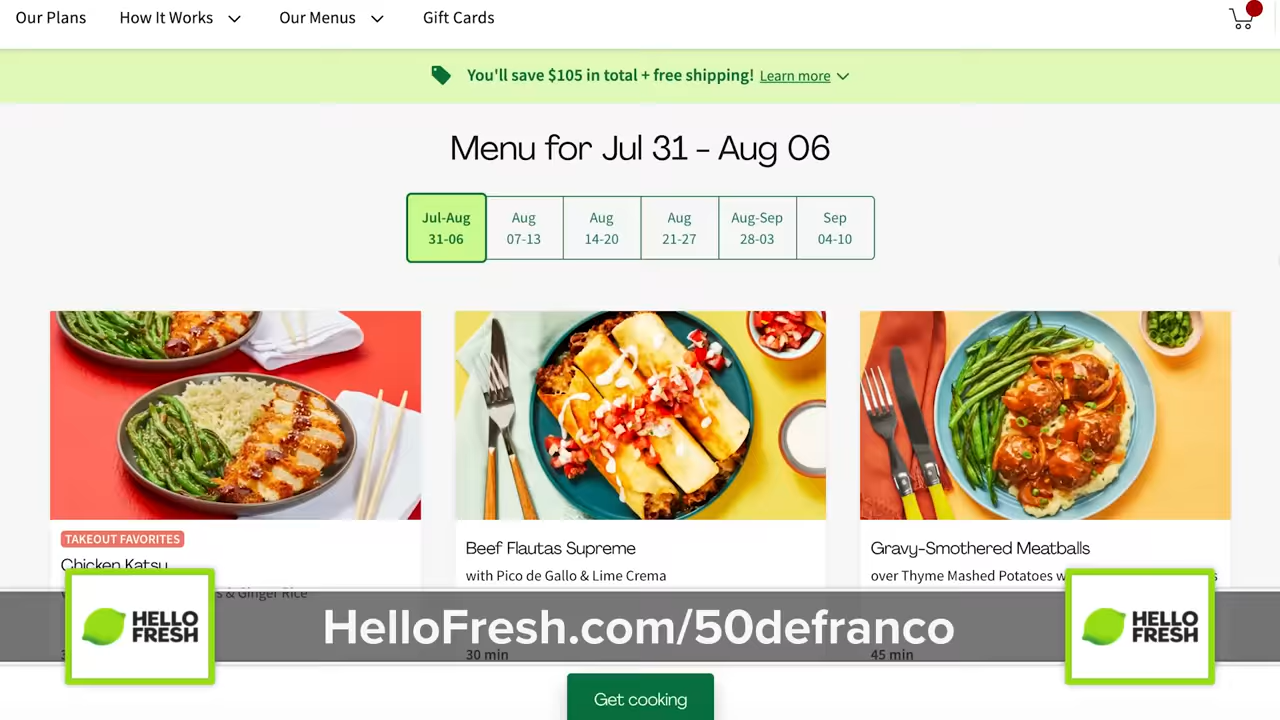 Our Plans
How It Works
Our Menus
Gift Cards
You'll save $105 in total + free shipping! Learn more
Menu for Jul 31 - Aug 06
Jul-Aug
31-06
Aug
07-13
Aug
14-20
Aug
21-27
Aug-Sep
28-03
Sep
04-10
TAKEOUT FAVORITES
Chicken Katsu
s & Ginger Rice
Beef Flautas Supreme
with Pico de Gallo & Lime Crema
30 min
Gravy-Smothered Meatballs
over Thyme Mashed Potatoes
45 min
HELLO
FRESH
HelloFresh.com/50defranco
HELLO
FRESH
Get cooking